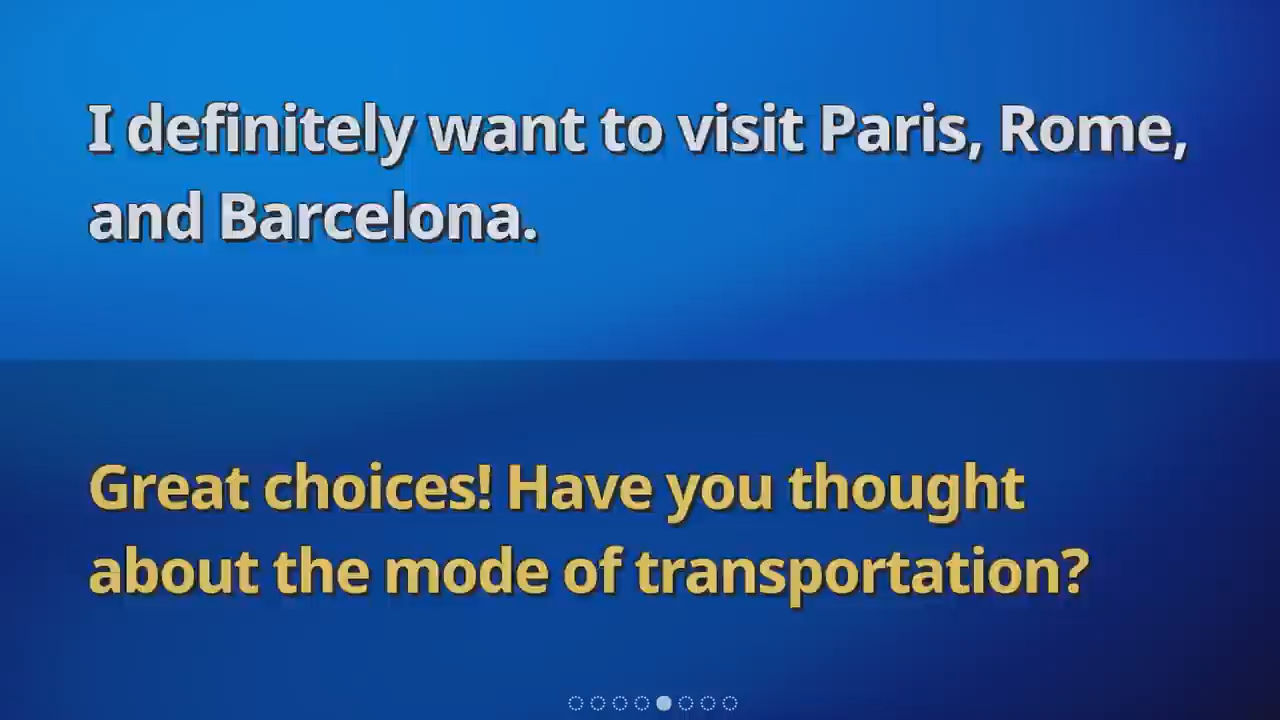 I definitely want to visit Paris, Rome,
and Barcelona.
Great choices! Have you thought
about the mode of transportation?